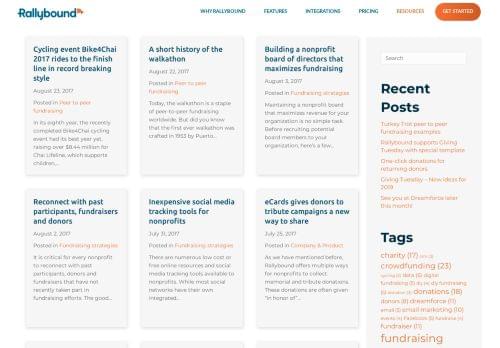 Rallybound
WHY RALLYBOUND FEATURES INTEGRATIONS PRICING RESOURCES GET STARTED
Cycling event Bike4Chai
2017 rides to the finish
line in record breaking
style
August 23, 2017
Posted in Peer to peer
fundraising
In its eighth year, the recently
completed Bike4Chai cycling
event had its best year yet,
raising over $8.44 million for
Chai Lifeline, which supports
children,...
A short history of the
walkathon
August 22, 2017
Posted in Peer to peer
fundraising
Today, the walkathon is a staple
of peer-to-peer fundraising
worldwide. But did you know
that the first ever walkathon was
crafted in 1953 by Puerto...
Building a nonprofit
board of directors that
maximizes fundraising
August 3, 2017
Posted in Fundraising strategies
Maintaining a nonprofit board
that maximizes revenue for your
organization is no simple task.
Before recruiting potential
board members to your
organization, here's a few...
Reconnect with past
participants, fundraisers
and donors
August 2, 2017
Posted in Fundraising strategies
It is critical for every nonprofit
to reconnect with past
participants, donors and
fundraisers that have not
recently taken part in
fundraising efforts. The good...
Inexpensive social media
tracking tools for
nonprofits
July 31, 2017
Posted in Fundraising strategies
There are numerous low cost or
free online resources and social
media tracking tools available
to nonprofits. While most social
networks have their own
integrated...
eCards gives donors to
tribute campaigns a new
way to share
July 25, 2017
Posted in Company & Product
As we have mentioned before,
Rallybound offers multiple ways
for nonprofits to collect
memorial and tribute donations.
These donations are often given
"in honor of"...
Search
Recent
Posts
Turkey Trot peer to peer
fundraising examples
Rallybound supports Giving
Tuesday with special template
One-click donations for
returning donors
Giving Tuesday – New ideas for
2019
See you at Dreamforce later
this month!
Tags
charity (17)
crowdfunding (23)
data (5) digital
fundraising (5) diy fundraising
donations (18)
donors (8) dreamforce (11)
email (5) email marketing (10)
events (4) Facebook (5) fundraise (4)
fundraiser (11)
fundraising